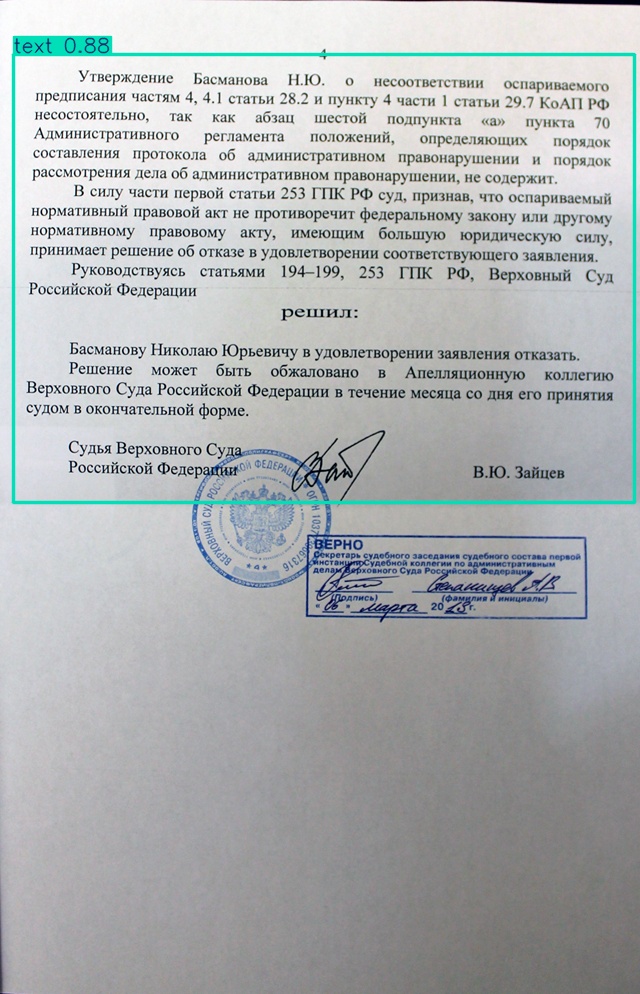 text 0.88
4
Утверждение Басманова Н.Ю. о несоответствии оспариваемого
предписания частям 4, 4.1 статьи 28.2 и пункту 4 части 1 статьи 29.7 КоАП РФ
несостоятельно, так как абзац шестой подпункта «а» пункта 70
Административного регламента положений, определяющих порядок
составления протокола об административном правонарушении и порядок
рассмотрения дела об административном правонарушении, не содержит.
В силу части первой статьи 253 ГПК РФ суд, признав, что оспариваемый
нормативный правовой акт не противоречит федеральному закону или другому
нормативному правовому акту, имеющим большую юридическую силу,
принимает решение об отказе в удовлетворении соответствующего заявления.
Руководствуясь статьями 194–199, 253 ГПК РФ, Верховный Суд
Российской Федерации
решил:
Басманову Николаю Юрьевичу в удовлетворении заявления отказать.
Решение может быть обжаловано в Апелляционную коллегию
Верховного Суда Российской Федерации в течение месяца со дня его принятия
судом в окончательной форме.
Судья Верховного Суда
Российской Федерации
В.Ю. Зайцев
ВЕРХОВНЫЙ СУД РОССИЙСКОЙ ФЕДЕРАЦИИ
*4*
ВЕРНО
Секретарь судебного заседания судебного состава первой
инстанции Судебной коллегии по административным
делам Верховного Суда Российской Федерации
(Подпись) (фамилия и инициалы)
марта 20 г.